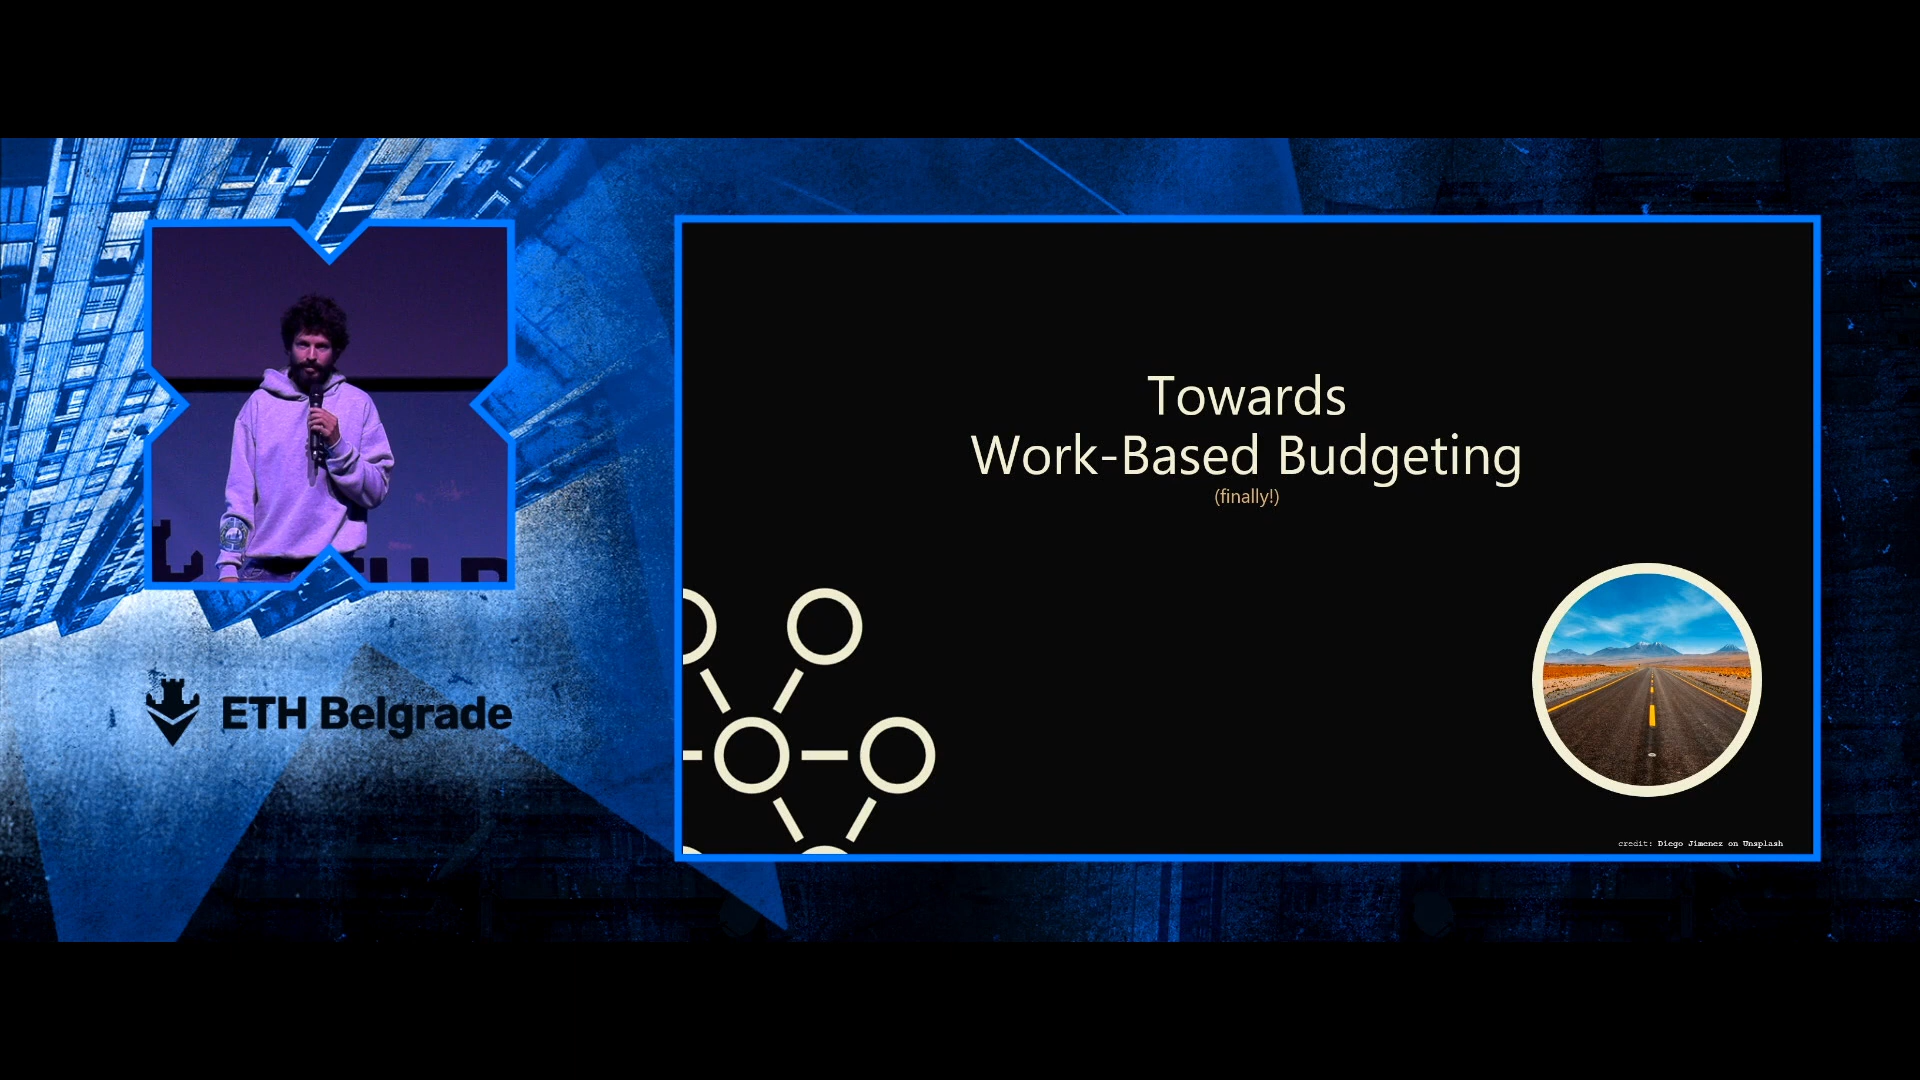 Towards
Work-Based Budgeting
(finally!)
ETH Belgrade
credit: Diego Jimenez on Unsplash